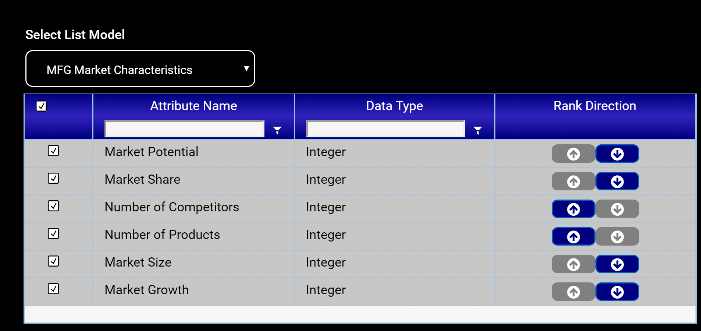 Select List Model
MFG Market Characteristics
Attribute Name Data Type Rank Direction
Market Potential Integer
Market Share Integer
Number of Competitors Integer
Number of Products Integer
Market Size Integer
Market Growth Integer